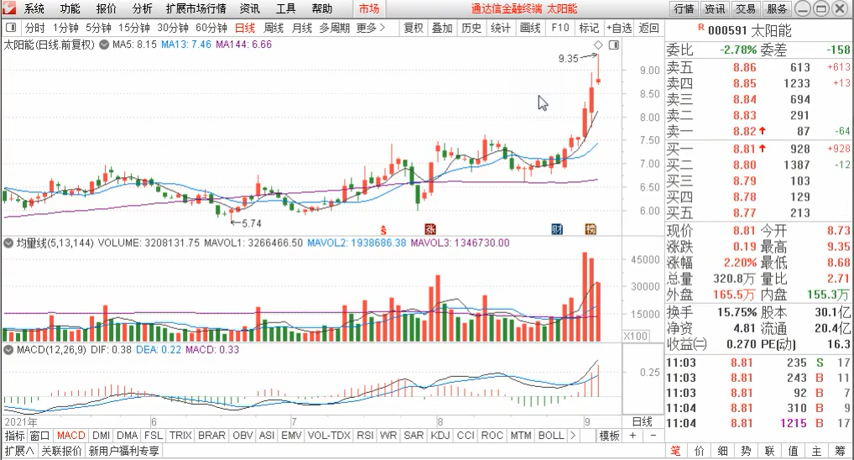 系统 功能 报价 分析 扩展市场行情 资讯 工具 帮助 市场 通达信金融终端 太阳能 行情 资讯 交易 服务
分时 1分钟 5分钟 15分钟 30分钟 60分钟 日线 周线 月线 多周期 更多> 复权 叠加 历史 统计 画线 F10 标记 +自选 返回
R 000591 太阳能
太阳能(日线.前复权) MA5: 8.15 MA13: 7.46 MA144: 6.66
委比 -2.78% 委差 -158
卖五 8.86 613 +613
卖四 8.85 1233 +13
卖三 8.84 694
卖二 8.83 291
卖一 8.82 87 -64
买一 8.81 928 +928
买二 8.80 1387 -12
买三 8.79 103
买四 8.78 129
买五 8.77 213
9.35
9.00
8.50
8.00
7.50
7.00
6.50
6.00
5.74
涨 财
现价 8.81 今开 8.73
涨跌 0.19 最高 9.35
涨幅 2.20% 最低 8.68
总量 320.8万 量比 2.71
外盘 165.5万 内盘 155.3万
换手 15.75% 股本 30.1亿
净资 4.81 流通 20.4亿
收益㈡ 0.270 PE(动) 16.3
均量线(5,13,144) VOLUME: 3208131.75 MAVOL1: 3266466.50 MAVOL2: 1938686.38 MAVOL3: 1346730.00
45000
30000
15000
X100
MACD(12,26,9) DIF: 0.38 DEA: 0.22 MACD: 0.33
0.25
11:03 8.81 235 S 17
11:03 8.81 243 B 11
11:03 8.81 92 B 7
11:04 8.81 310 B 9
11:04 8.81 1215 B 17
2021年 6 7 8 9 日线
指标 窗口 MACD DMI DMA FSL TRIX BRAR OBV ASI EMV VOL-TDX RSI WR SAR KDJ CCI ROC MTM BOLL > 模板 + −
扩展∧ 关联报价 新用户福利专享
笔 价 细 势 联 值 主 筹